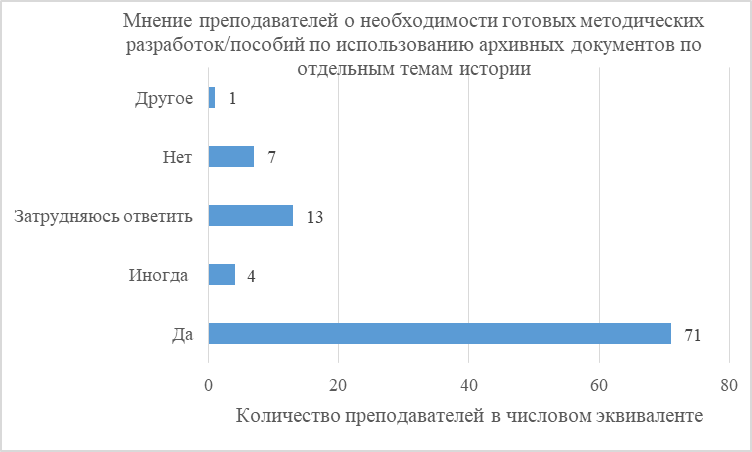 Мнение преподавателей о необходимости готовых методических
разработок/пособий по использованию архивных документов по
отдельным темам истории
Другое 1
Нет 7
Затрудняюсь ответить 13
Иногда 4
Да 71
0 20 40 60 80
Количество преподавателей в числовом эквиваленте